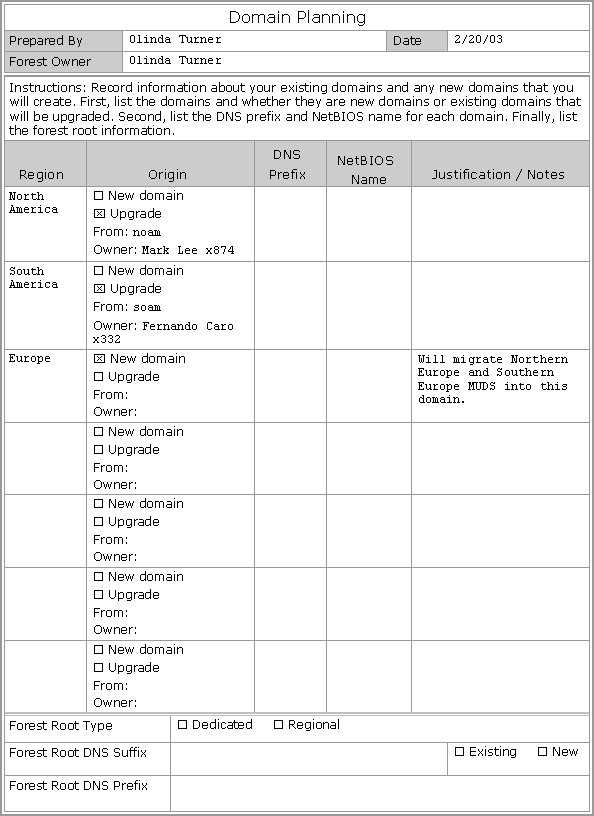 Domain Planning
Prepared By Olinda Turner Date 2/20/03
Forest Owner Olinda Turner
Instructions: Record information about your existing domains and any new domains that you
will create. First, list the domains and whether they are new domains or existing domains that
will be upgraded. Second, list the DNS prefix and NetBIOS name for each domain. Finally, list
the forest root information.
Region Origin DNS Prefix NetBIOS Name Justification / Notes
North
America
☐ New domain
☒ Upgrade
From: noam
Owner: Mark Lee x874
South
America
☐ New domain
☒ Upgrade
From: soam
Owner: Fernando Caro
x332
Europe
☒ New domain
☐ Upgrade
From:
Owner:
Will migrate Northern
Europe and Southern
Europe MUDS into this
domain.
☐ New domain
☐ Upgrade
From:
Owner:
☐ New domain
☐ Upgrade
From:
Owner:
☐ New domain
☐ Upgrade
From:
Owner:
☐ New domain
☐ Upgrade
From:
Owner:
Forest Root Type ☐ Dedicated ☐ Regional
Forest Root DNS Suffix ☐ Existing ☐ New
Forest Root DNS Prefix